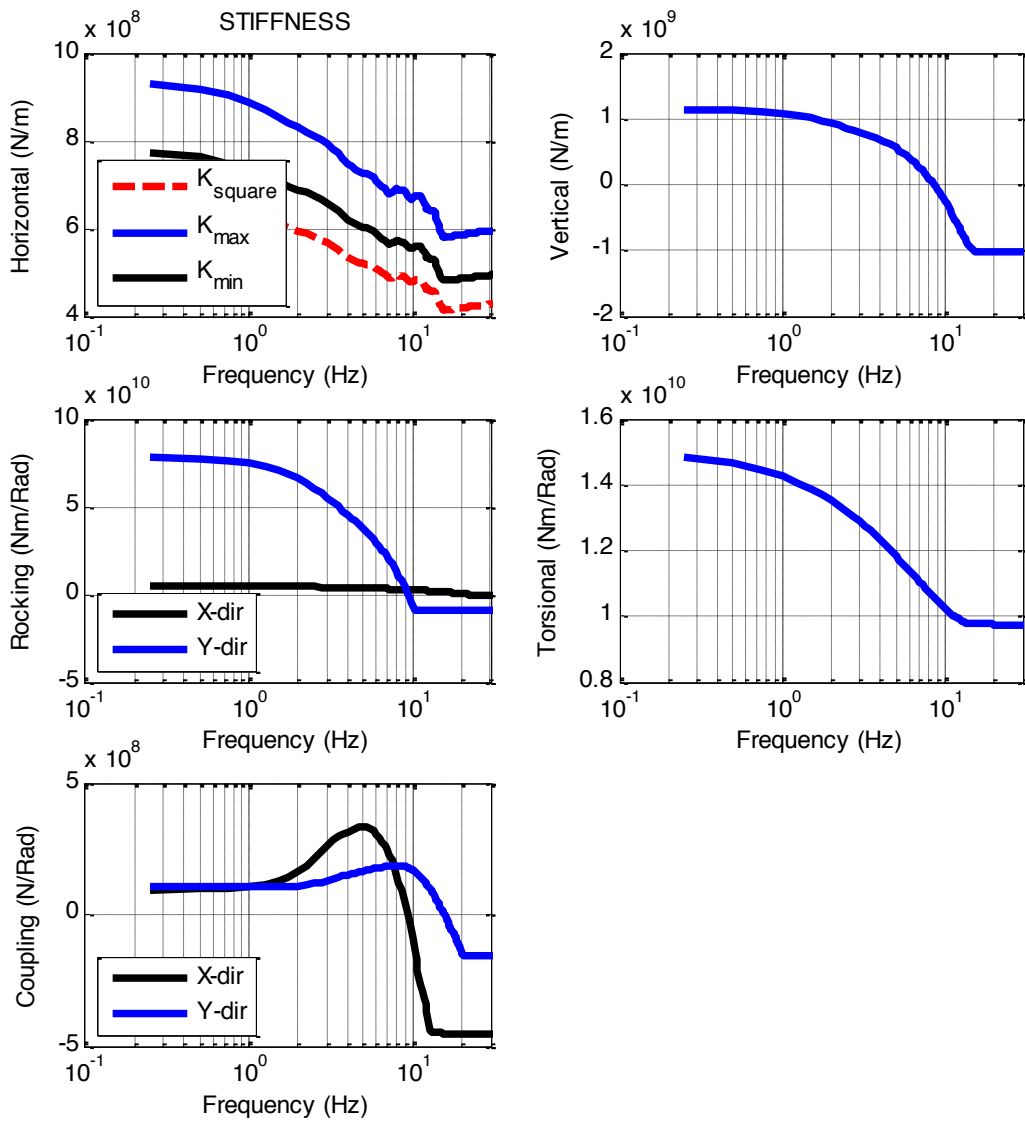 STIFFNESS
x 10^8
10
8
6
4
Horizontal (N/m)
K_square
K_max
K_min
10^-1
10^0
10^1
Frequency (Hz)
x 10^9
2
1
0
-1
-2
Vertical (N/m)
10^-1
10^0
10^1
Frequency (Hz)
x 10^10
10
5
0
-5
Rocking (Nm/Rad)
X-dir
Y-dir
10^-1
10^0
10^1
Frequency (Hz)
x 10^10
1.6
1.4
1.2
1
0.8
Torsional (Nm/Rad)
10^-1
10^0
10^1
Frequency (Hz)
x 10^8
5
0
-5
Coupling (N/Rad)
X-dir
Y-dir
10^-1
10^0
10^1
Frequency (Hz)